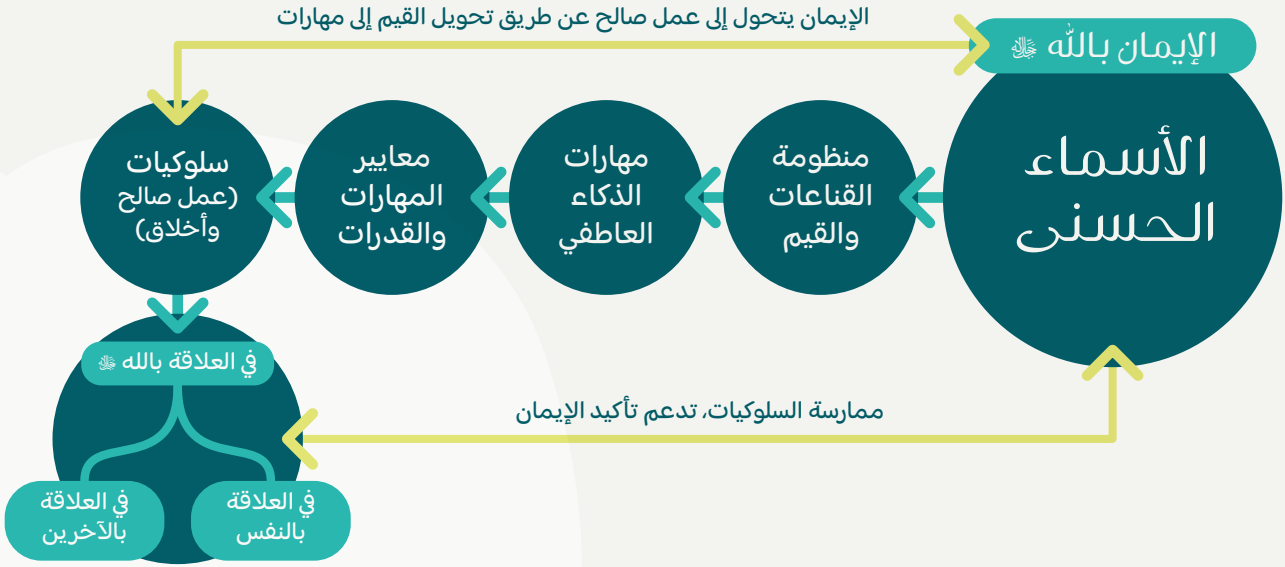 الإيمان يتحول إلى عمل صالح عن طريق تحويل القيم إلى مهارات
الإيمان بالله ﷻ
الأسماء
الحسنى
منظومة
القناعات
والقيم
مهارات
الذكاء
العاطفي
معايير
المهارات
والقدرات
سلوكيات
(عمل صالح
وأخلاق)
في العلاقة بالله ﷻ
في العلاقة
بالنفس
في العلاقة
بالآخرين
ممارسة السلوكيات، تدعم تأكيد الإيمان